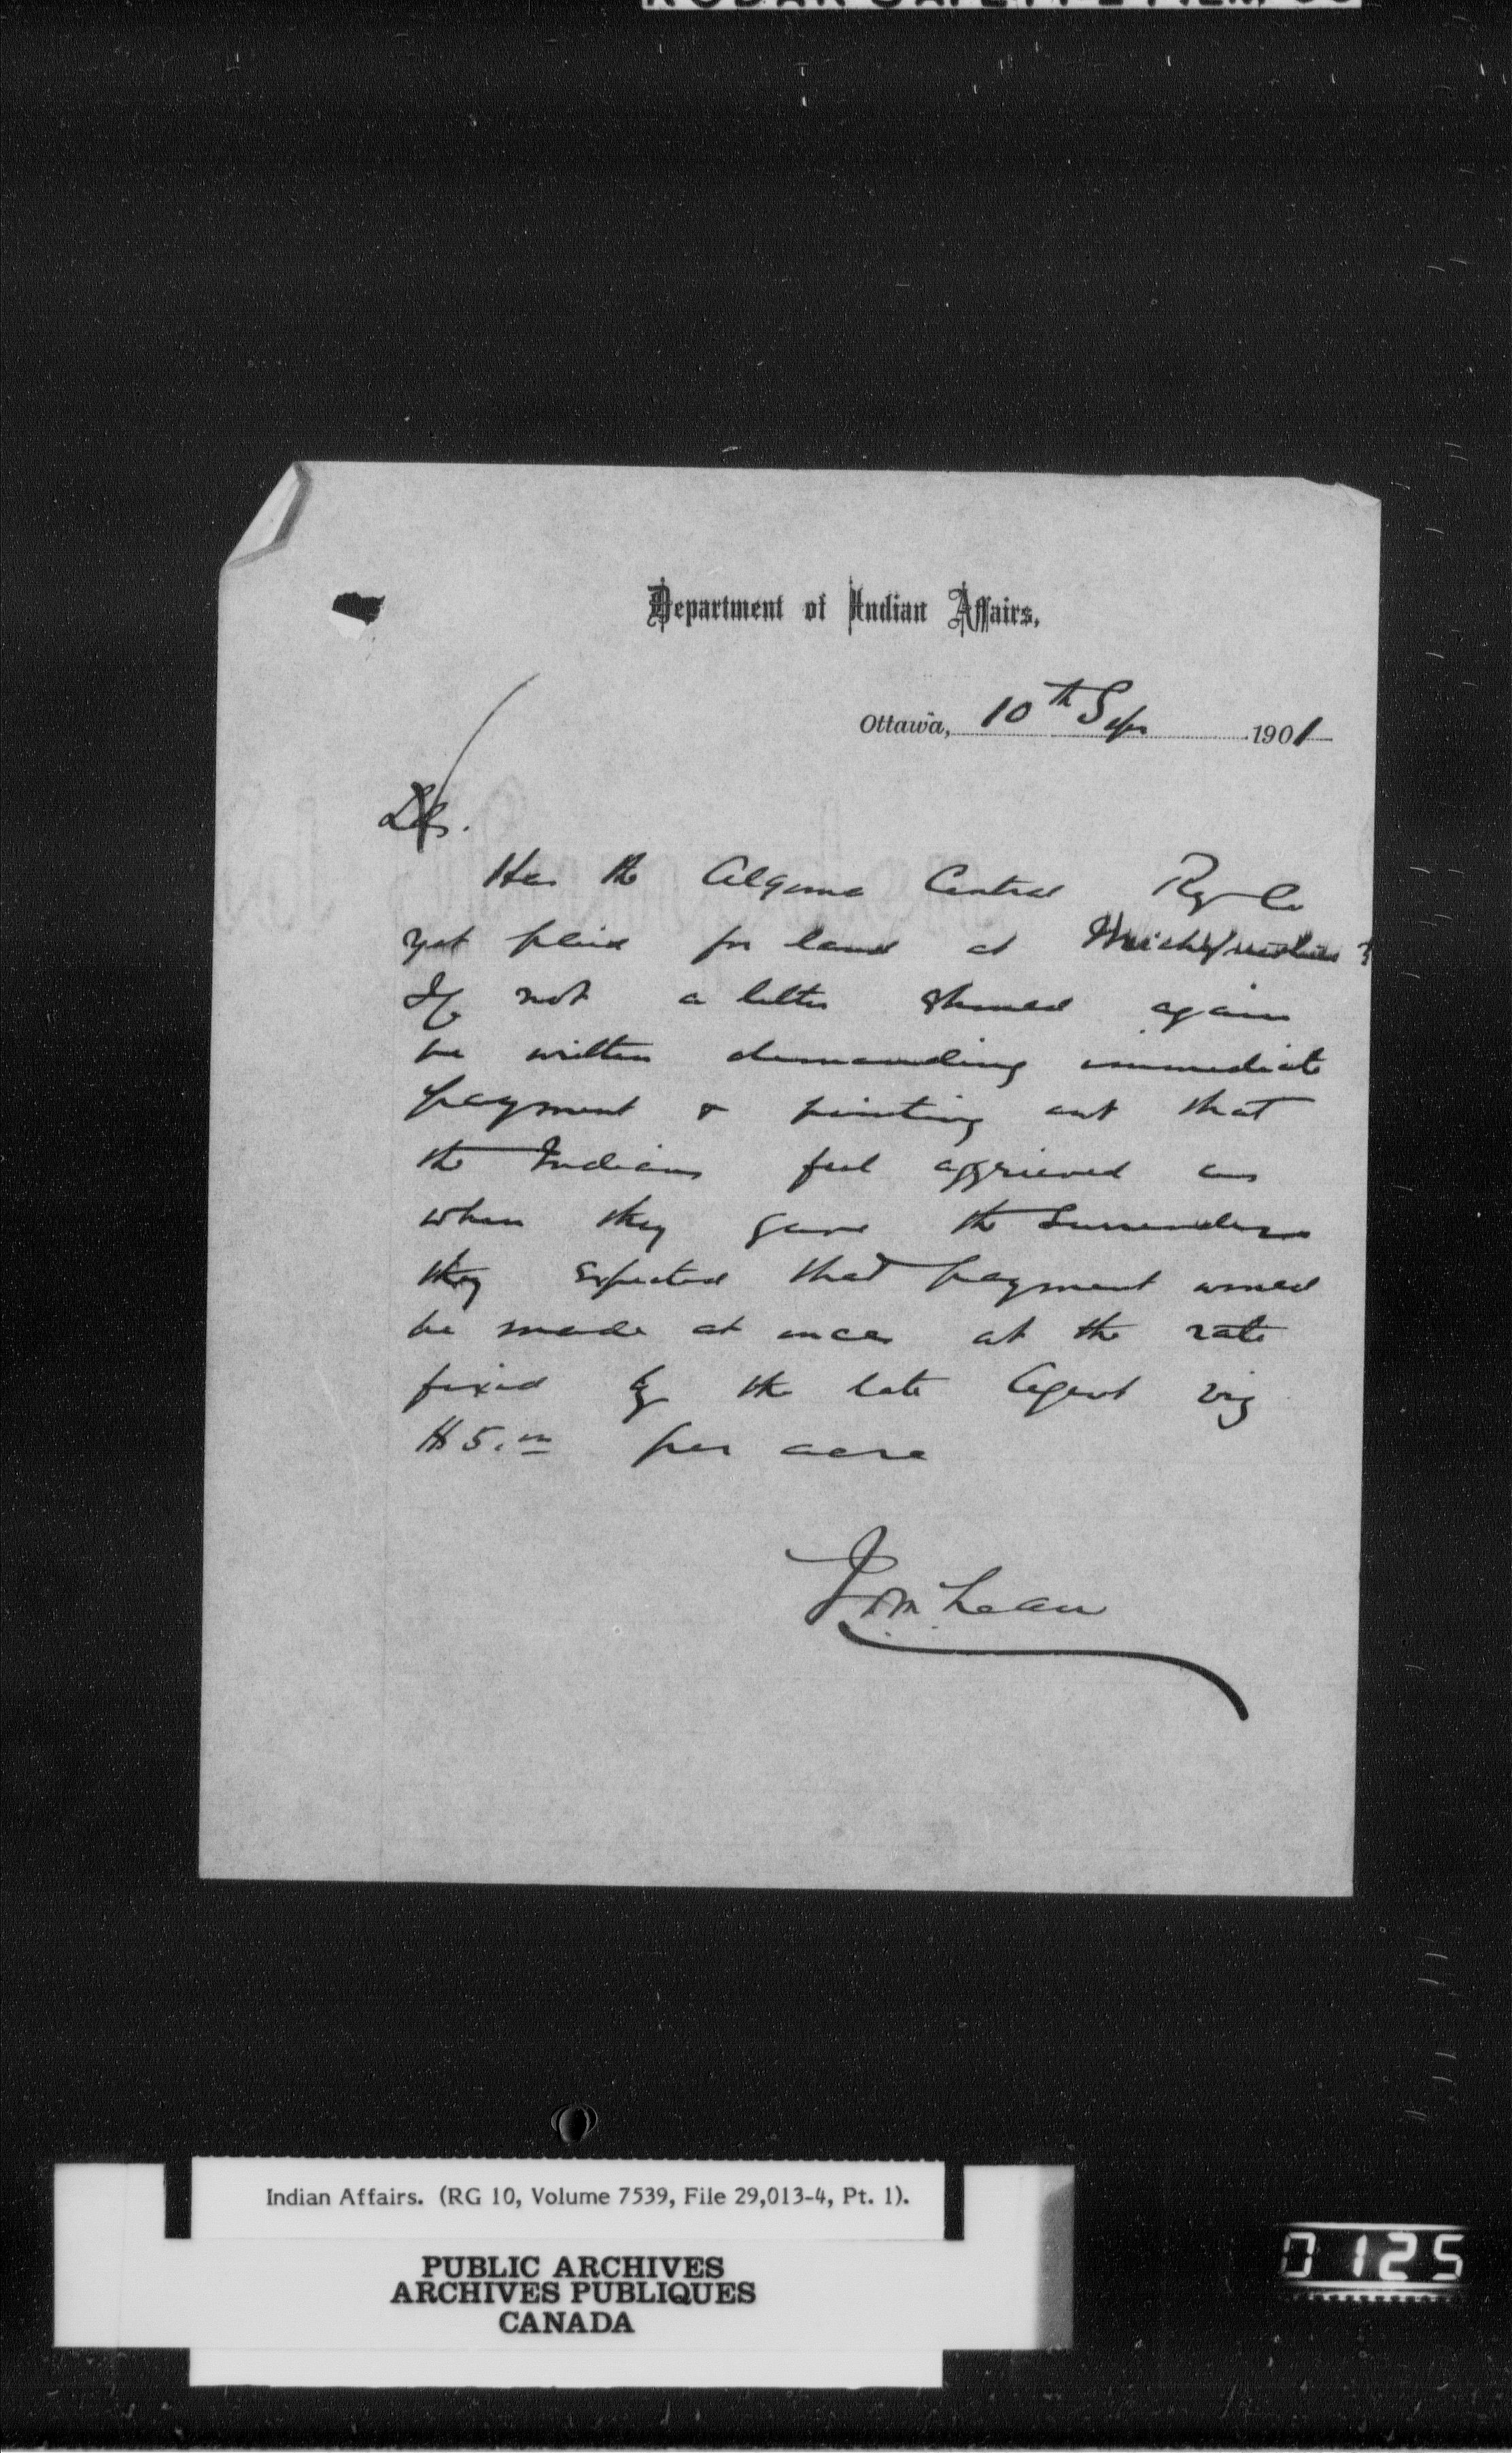 Department of Indian Affairs,
Ottawa, 10th Sep 1901
Has the Algoma Central Ry Co
yet paid for land at
If not a letter should again
be written demanding immediate
payment & pointing out that
the Indians feel aggrieved as
when they gave the Surrender
they expected that payment would
be made at once at the rate
fixed by the late Agent viz
$5.00 per acre
J.D. McLean
Indian Affairs. (RG 10, Volume 7539, File 29,013-4, Pt. 1).
PUBLIC ARCHIVES
ARCHIVES PUBLIQUES
CANADA
0125